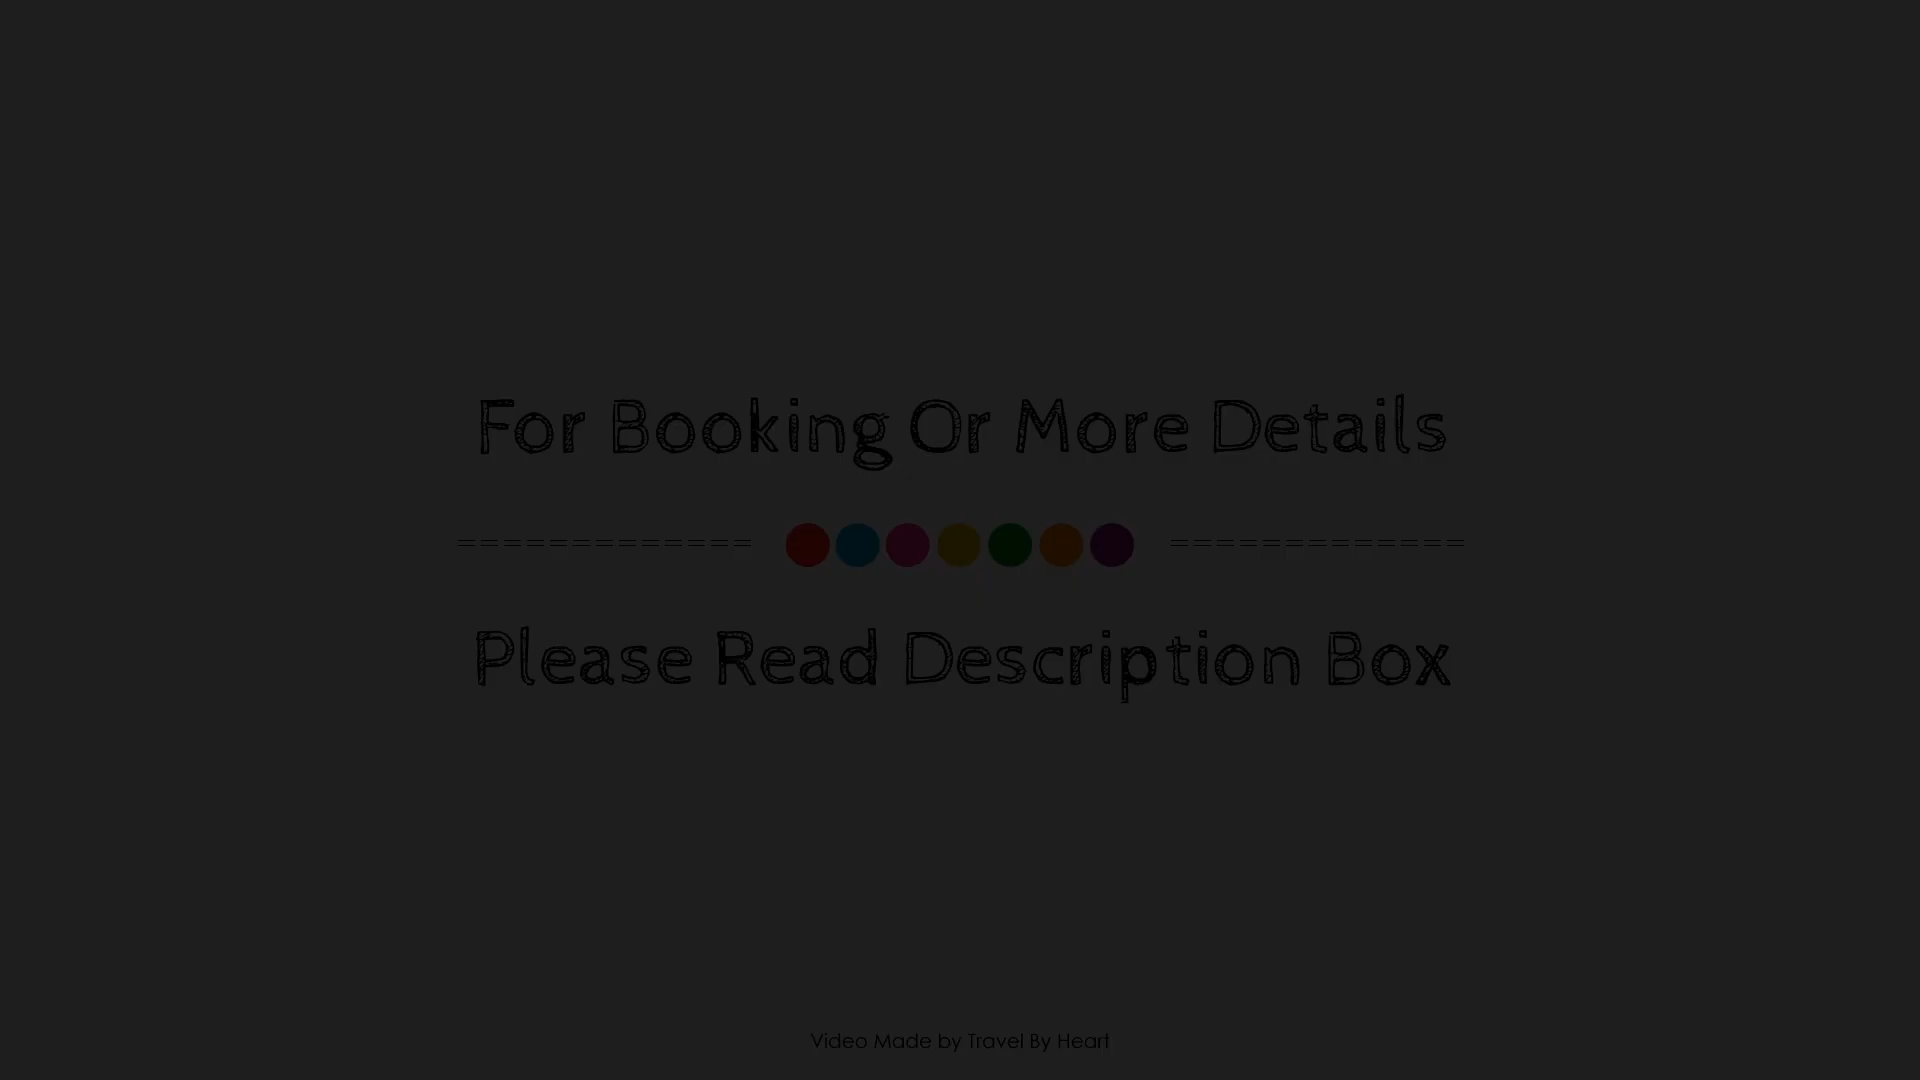 For Booking Or More Details
============= =============
Please Read Description Box
Video Made by Travel By Heart